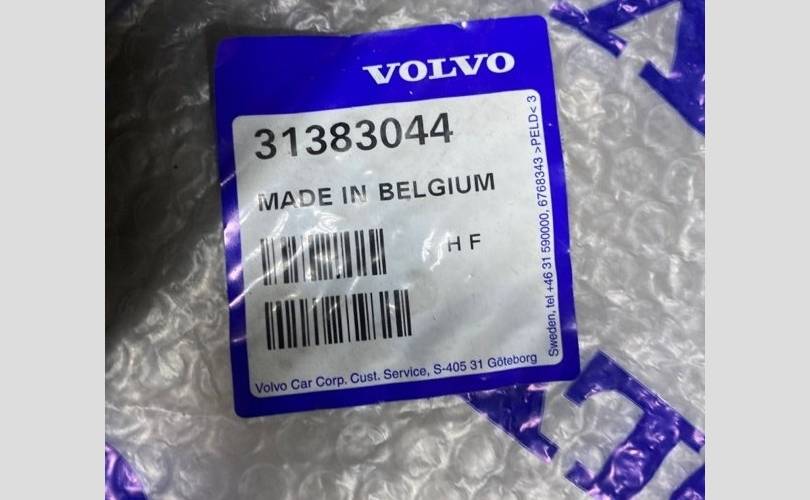 VOLVO
31383044
MADE IN BELGIUM
H F
Volvo Car Corp. Cust. Service, S-405 31 Göteborg
Sweden, tel +46 31 590000, 6768343 >PELD< 3